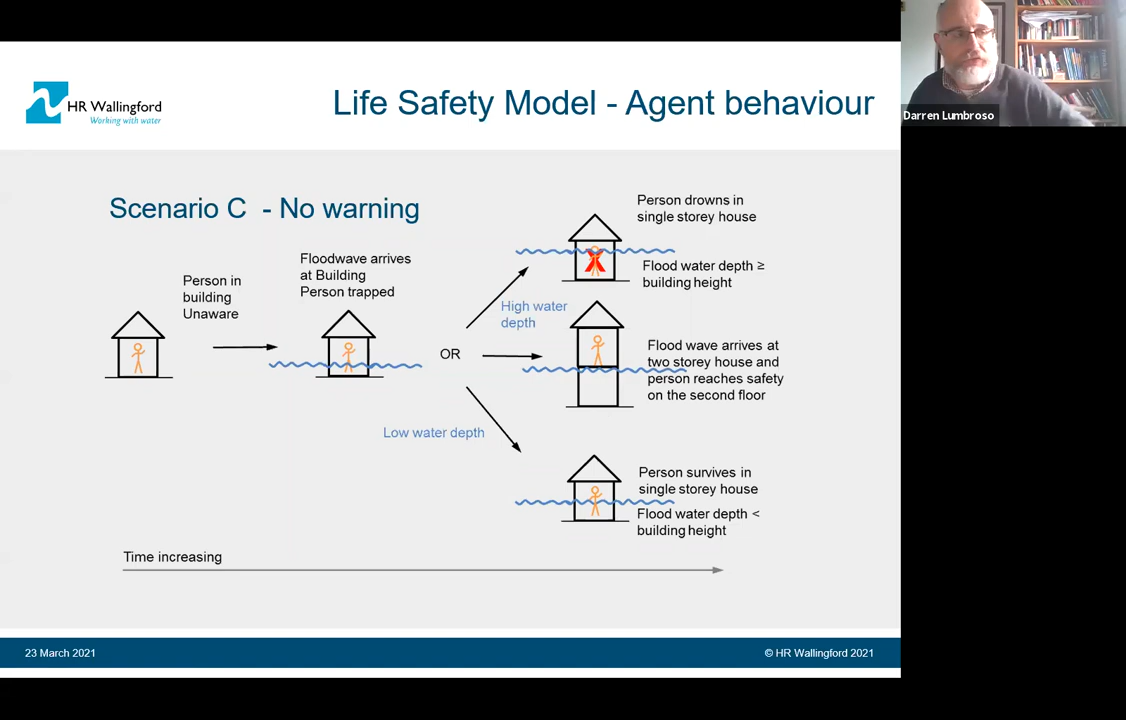 HR Wallingford
Working with water
Life Safety Model - Agent behaviour
Darren Lumbroso
Scenario C - No warning
Person in
building
Unaware
Floodwave arrives
at Building
Person trapped
OR
High water
depth
Low water depth
Person drowns in
single storey house
Flood water depth ≥
building height
Flood wave arrives at
two storey house and
person reaches safety
on the second floor
Person survives in
single storey house
Flood water depth <
building height
Time increasing
23 March 2021
© HR Wallingford 2021